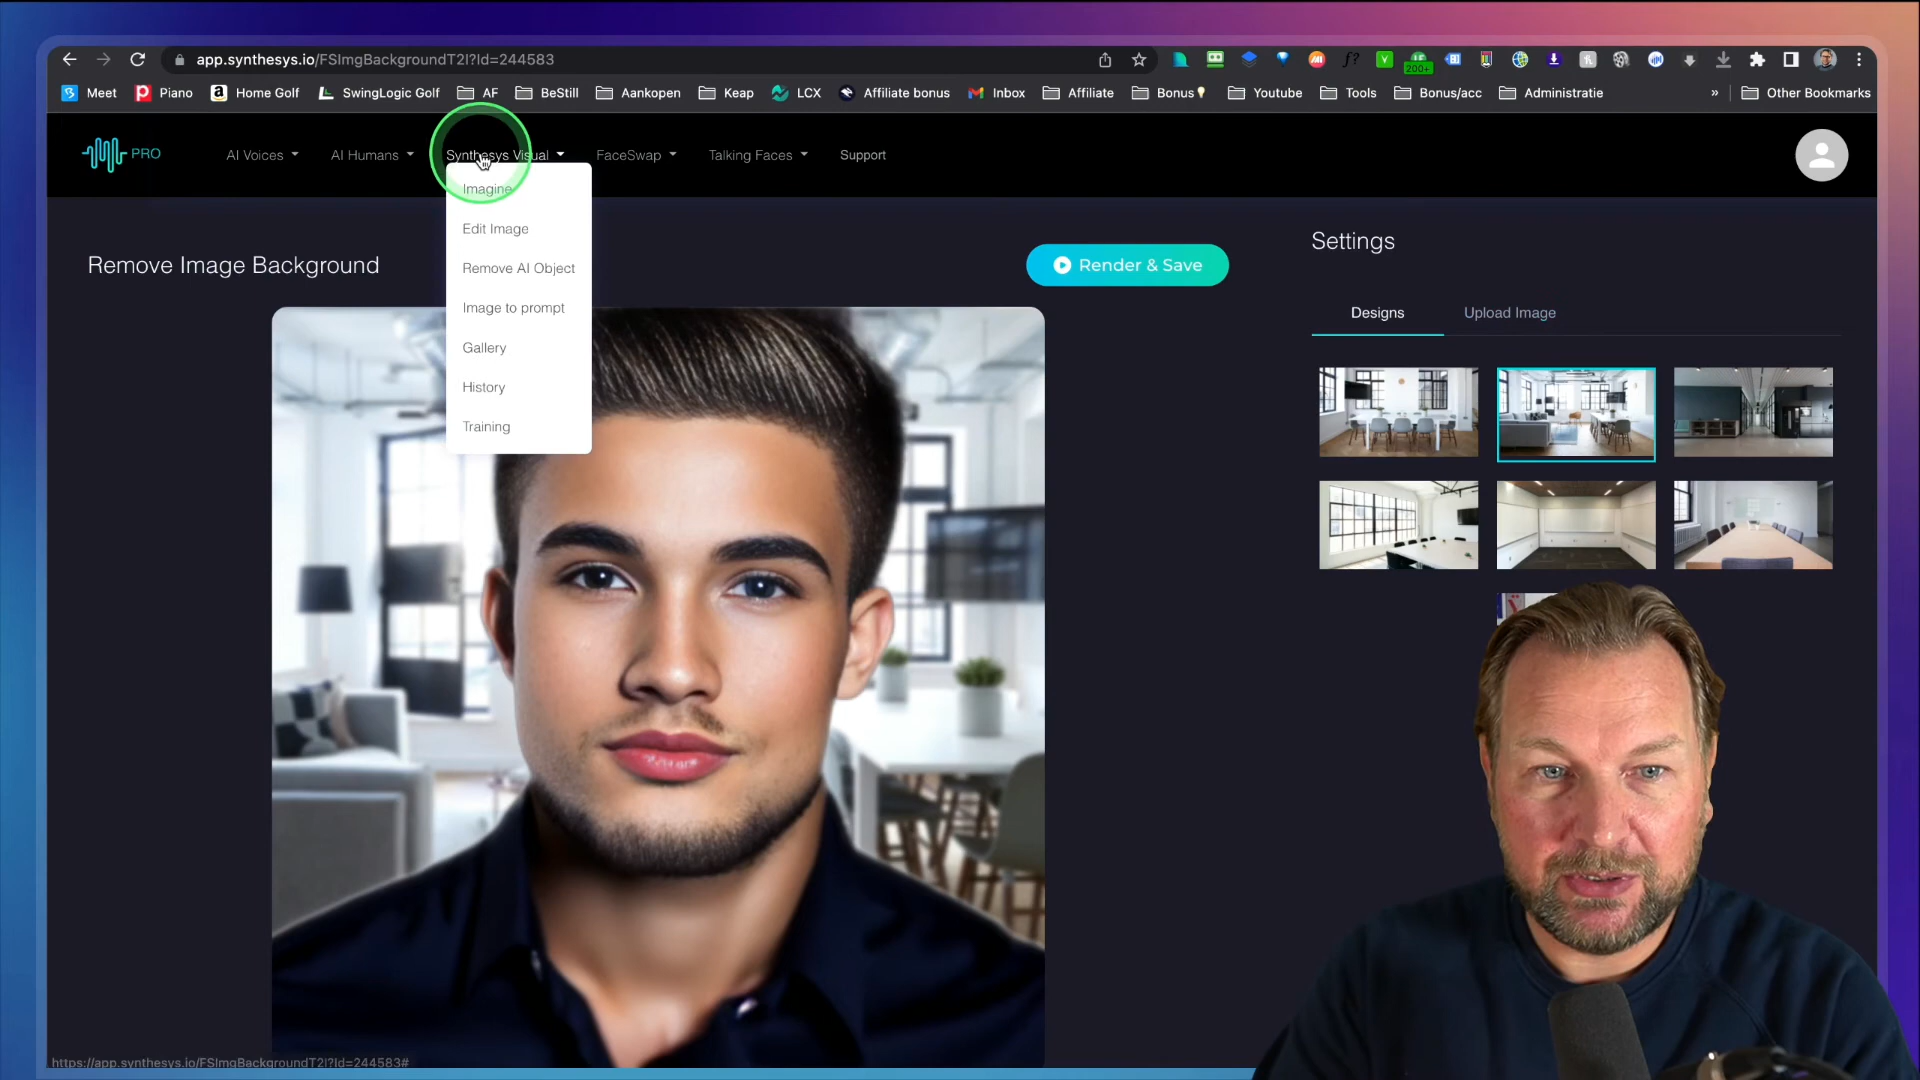 app.synthesys.io/FSImgBackgroundT2I?Id=244583
200+
Meet Piano Home Golf SwingLogic Golf AF BeStill Aankopen Keap LCX Affiliate bonus Inbox Affiliate Bonus Youtube Tools Bonus/acc Administratie » Other Bookmarks
PRO AI Voices AI Humans Synthesys Visual FaceSwap Talking Faces Support
Imagine
Edit Image
Remove AI Object
Image to prompt
Gallery
History
Training
Remove Image Background
Render & Save
Settings
Designs Upload Image
https://app.synthesys.io/FSImgBackgroundT2I?Id=244583#